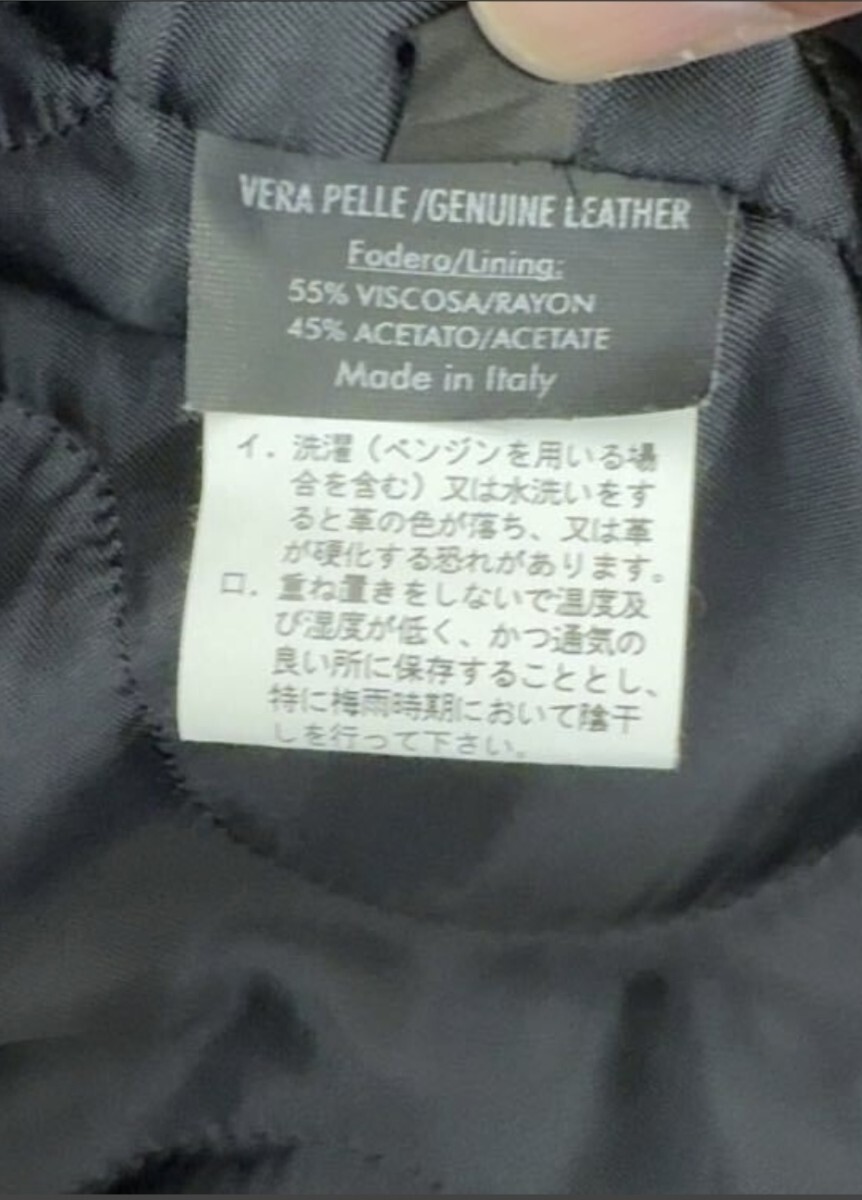 VERA PELLE/GENUINE LEATHER
Fodero/Lining:
55% VISCOSA/RAYON
45% ACETATO/ACETATE
Made in Italy
イ．洗濯（ベンジンを用いる場
合を含む）又は水洗いをす
ると革の色が落ち、又は革
が硬化する恐れがあります。
ロ．重ね置きをしないで温度及
び湿度が低く、かつ通気の
良い所に保存することとし、
特に梅雨時期において陰干
しを行って下さい。